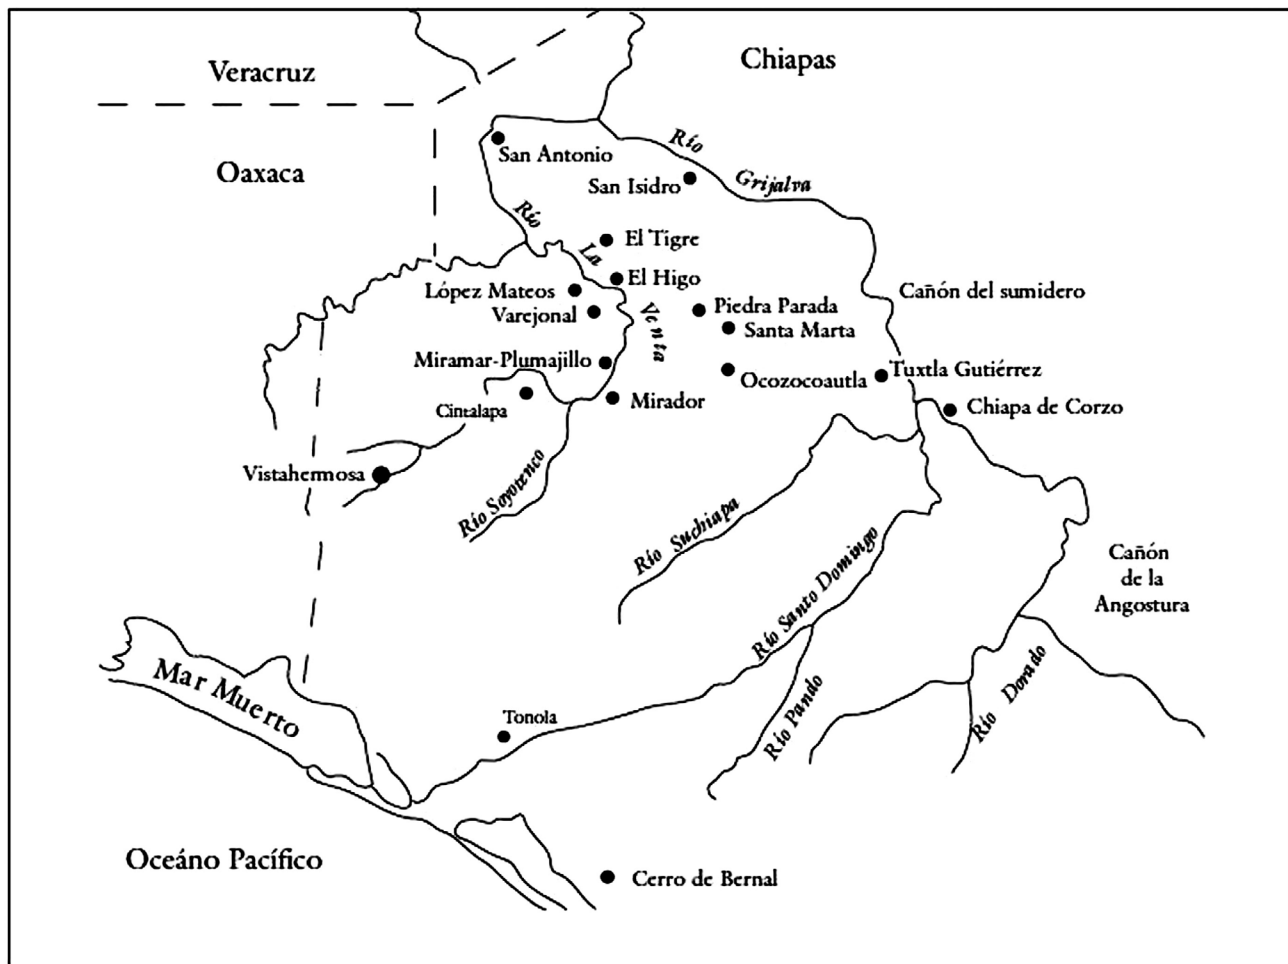 Chiapas
Veracruz
Oaxaca
San Antonio
Río
Grijalva
San Isidro
Río
La
Venta
El Tigre
El Higo
López Mateos
Varejonal
Piedra Parada
Santa Marta
Cañón del sumidero
Miramar-Plumajillo
Ocozocoautla
Tuxtla Gutiérrez
Cintalapa
Mirador
Chiapa de Corzo
Vistahermosa
Río Soyotenco
Río Suchiapa
Río Santo Domingo
Cañón
de la
Angostura
Mar Muerto
Tonola
Río Pando
Río Dorado
Oceáno Pacífico
Cerro de Bernal